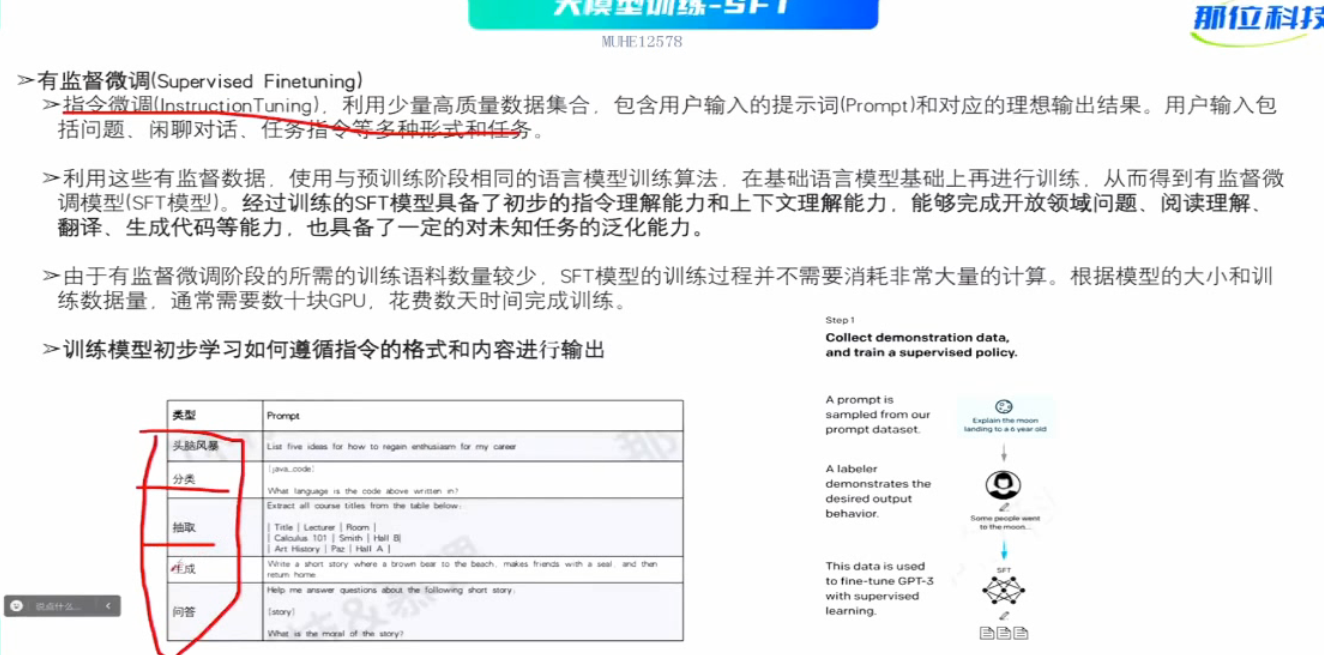 大模型训练-SFT
那位科技
MUHE12578
➢有监督微调(Supervised Finetuning)
➢指令微调(InstructionTuning)，利用少量高质量数据集合，包含用户输入的提示词(Prompt)和对应的理想输出结果。用户输入包
括问题、闲聊对话、任务指令等多种形式和任务。
➢利用这些有监督数据，使用与预训练阶段相同的语言模型训练算法，在基础语言模型基础上再进行训练，从而得到有监督微
调模型(SFT模型)。经过训练的SFT模型具备了初步的指令理解能力和上下文理解能力，能够完成开放领域问题、阅读理解、
翻译、生成代码等能力，也具备了一定的对未知任务的泛化能力。
➢由于有监督微调阶段的所需的训练语料数量较少，SFT模型的训练过程并不需要消耗非常大量的计算。根据模型的大小和训
练数据量，通常需要数十块GPU，花费数天时间完成训练。
➢训练模型初步学习如何遵循指令的格式和内容进行输出
类型 Prompt
头脑风暴 List five ideas for how to regain enthusiasm for my career
分类 {java_code}
What language is the code above written in?
抽取 Extract all course titles from the table below:
| Title | Lecturer | Room |
| Calculus 101 | Smith | Hall B|
| Art History | Paz | Hall A |
生成 Write a short story where a brown bear to the beach, makes friends with a seal, and then
return home.
问答 Help me answer questions about the following short story:
{story}
What is the moral of the story?
Step 1
Collect demonstration data,
and train a supervised policy.
A prompt is
sampled from our
prompt dataset.
Explain the moon
landing to a 6 year old
A labeler
demonstrates the
desired output
behavior.
Some people went
to the moon...
This data is used
to fine-tune GPT-3
with supervised
learning.
SFT
说点什么...